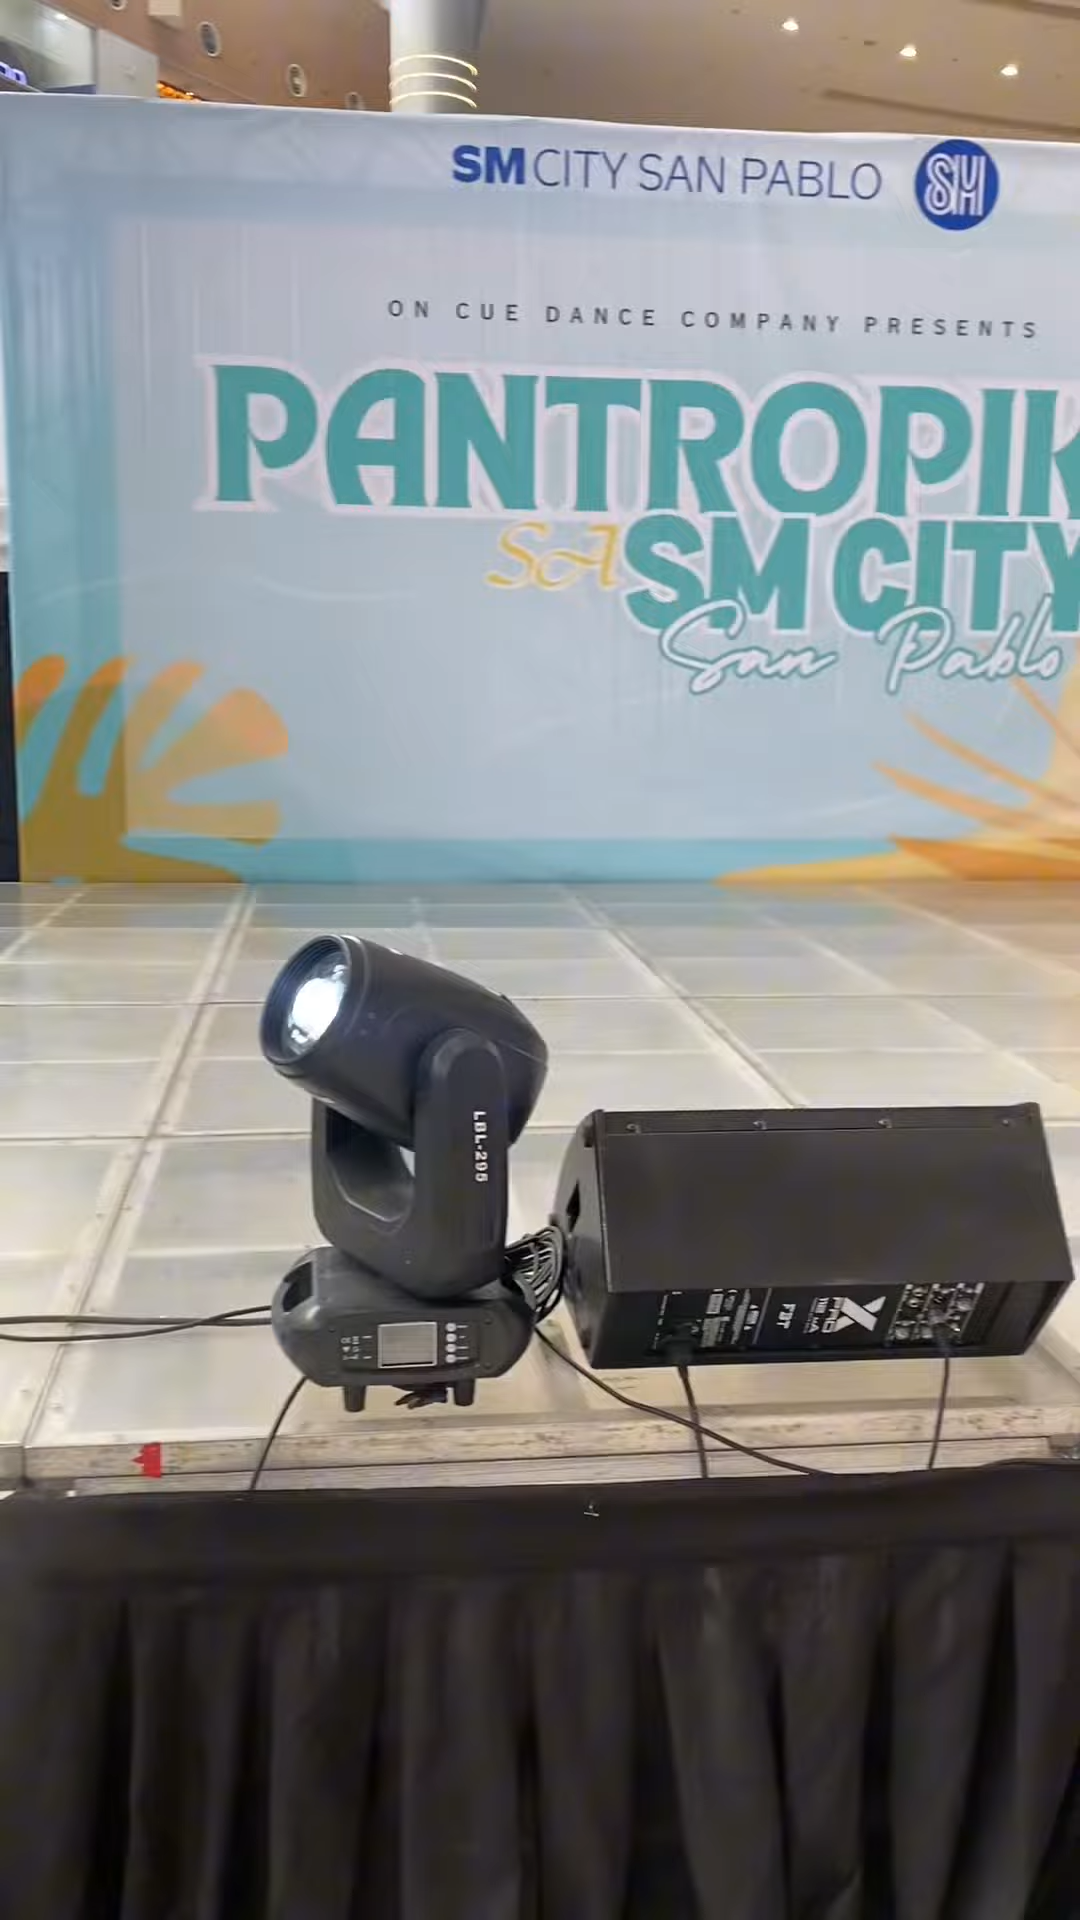 SM CITY SAN PABLO SM
ON CUE DANCE COMPANY PRESENTS
PANTROPIK
SA SM CITY
San Pablo
LBL-295
X PRO
FBT